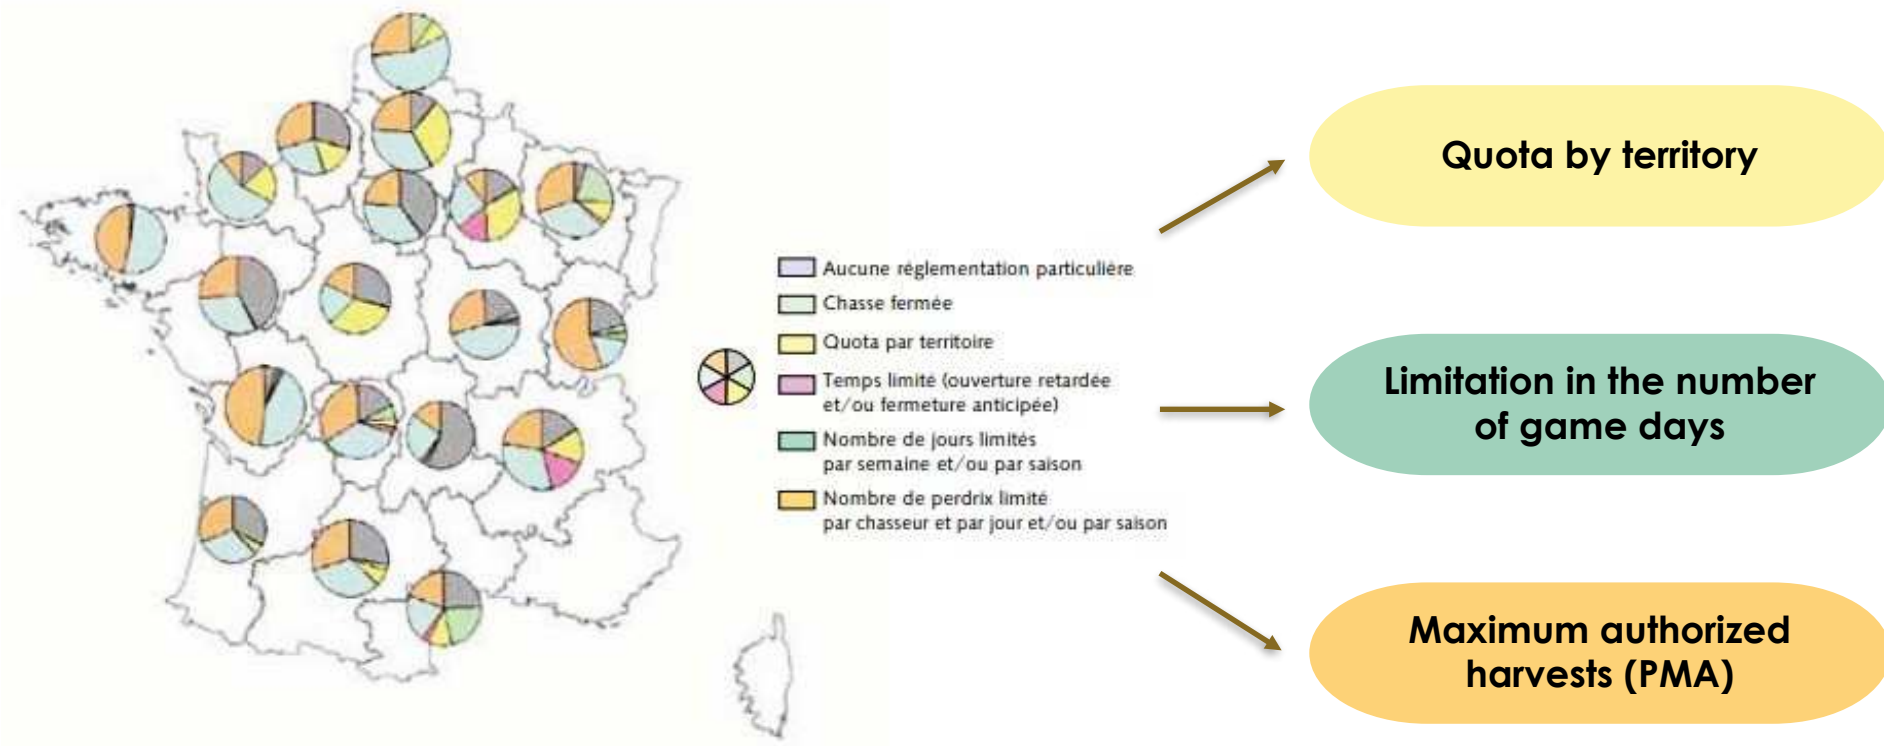 Aucune réglementation particulière
Chasse fermée
Quota par territoire
Temps limité (ouverture retardée
et/ou fermeture anticipée)
Nombre de jours limités
par semaine et/ou par saison
Nombre de perdrix limité
par chasseur et par jour et/ou par saison
Quota by territory
Limitation in the number
of game days
Maximum authorized
harvests (PMA)